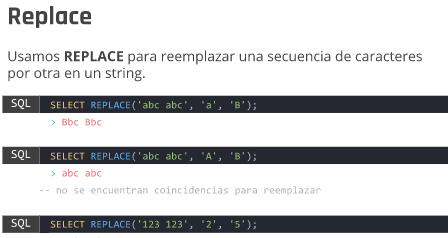 Replace
Usamos REPLACE para reemplazar una secuencia de caracteres
por otra en un string.
SQL SELECT REPLACE('abc abc', 'a', 'B');
> Bbc Bbc
SQL SELECT REPLACE('abc abc', 'A', 'B');
> abc abc
-- no se encuentran coincidencias para reemplazar
SQL SELECT REPLACE('123 123', '2', '5');